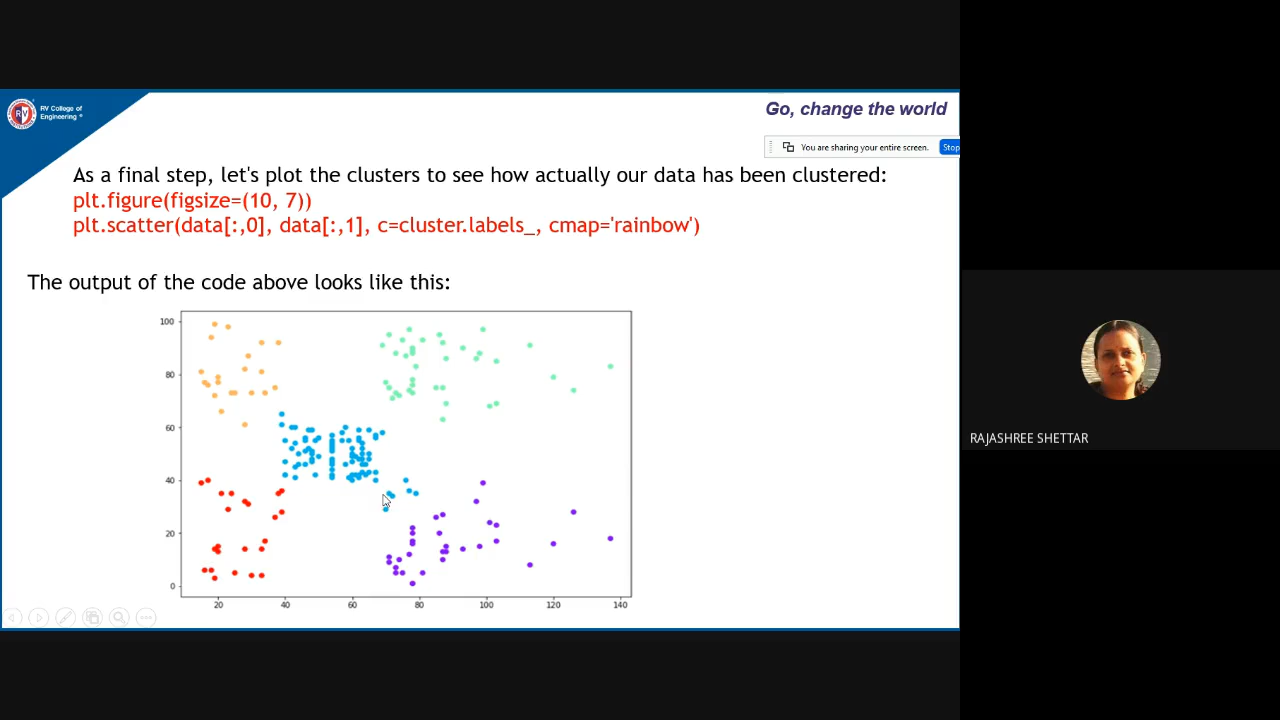 RV College of
Engineering ®
Go, change the world
You are sharing your entire screen.
Stop
As a final step, let's plot the clusters to see how actually our data has been clustered:
plt.figure(figsize=(10, 7))
plt.scatter(data[:,0], data[:,1], c=cluster.labels_, cmap='rainbow')
The output of the code above looks like this:
100
80
60
40
20
0
20 40 60 80 100 120 140
RAJASHREE SHETTAR